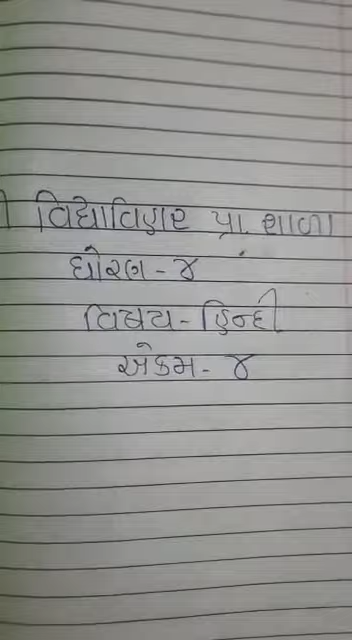 ી વિદ્યાવિહાર પ્રા. શાળા
ધોરણ - ૪
વિષય - હિન્દી
એકમ - ૪